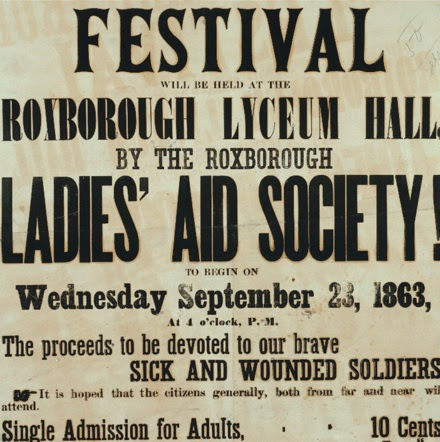 FESTIVAL
WILL BE HELD AT THE
ROXBOROUGH LYCEUM HALL,
BY THE ROXBOROUGH
LADIES' AID SOCIETY!
TO BEGIN ON
Wednesday September 23, 1863,
At 4 o'clock, P. M.
The proceeds to be devoted to our brave
SICK AND WOUNDED SOLDIERS
☞It is hoped that the citizens generally, both from far and near wil
attend.
Single Admission for Adults, - - 10 Cents